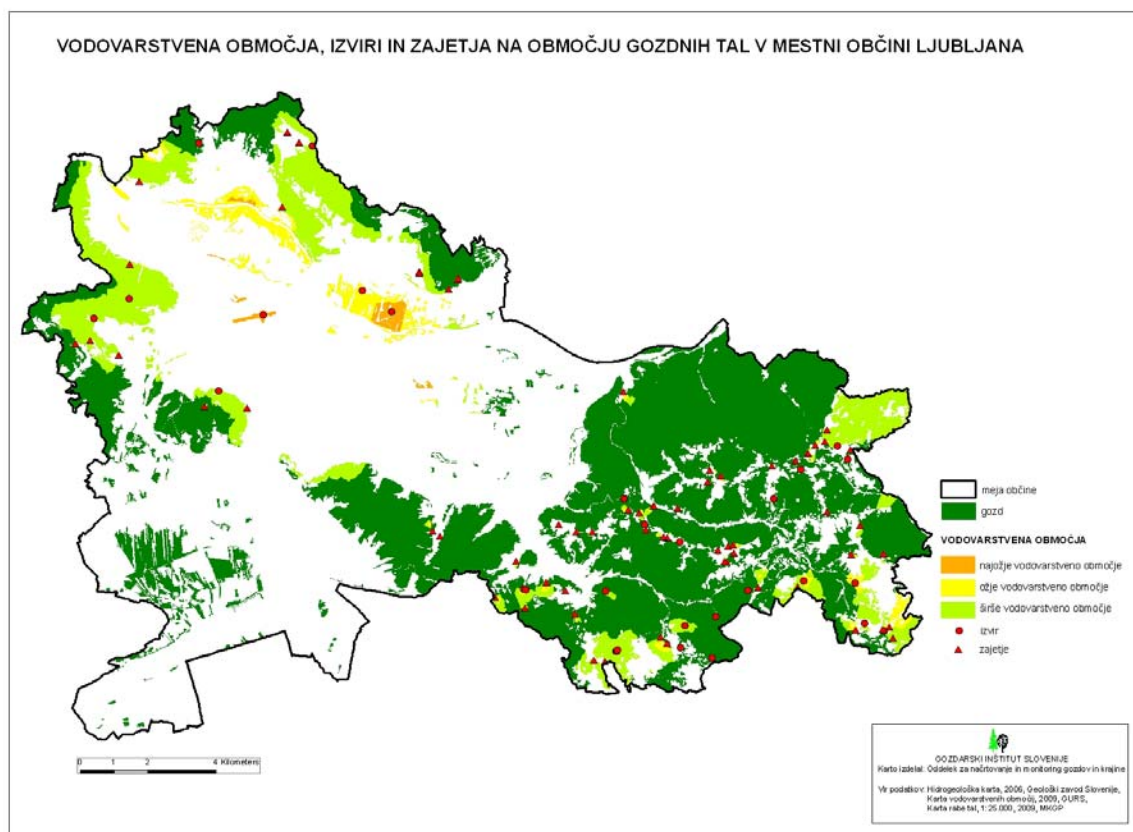 VODOVARSTVENA OBMOČJA, IZVIRI IN ZAJETJA NA OBMOČJU GOZDNIH TAL V MESTNI OBČINI LJUBLJANA
meja občine
gozd
VODOVARSTVENA OBMOČJA
najožje vodovarstveno območje
ožje vodovarstveno območje
širše vodovarstveno območje
izvir
zajetje
0 1 2 4 Kilometers
GOZDARSKI INŠTITUT SLOVENIJE
Karto izdelal: Oddelek za načrtovanje in monitoring gozdov in krajine
Vir podatkov: Hidrogeološka karta, 2006, Geološki zavod Slovenije,
Karta vodovarstvenih območij, 2009, GURS,
Karta rabe tal, 1:25.000, 2009, MKGP